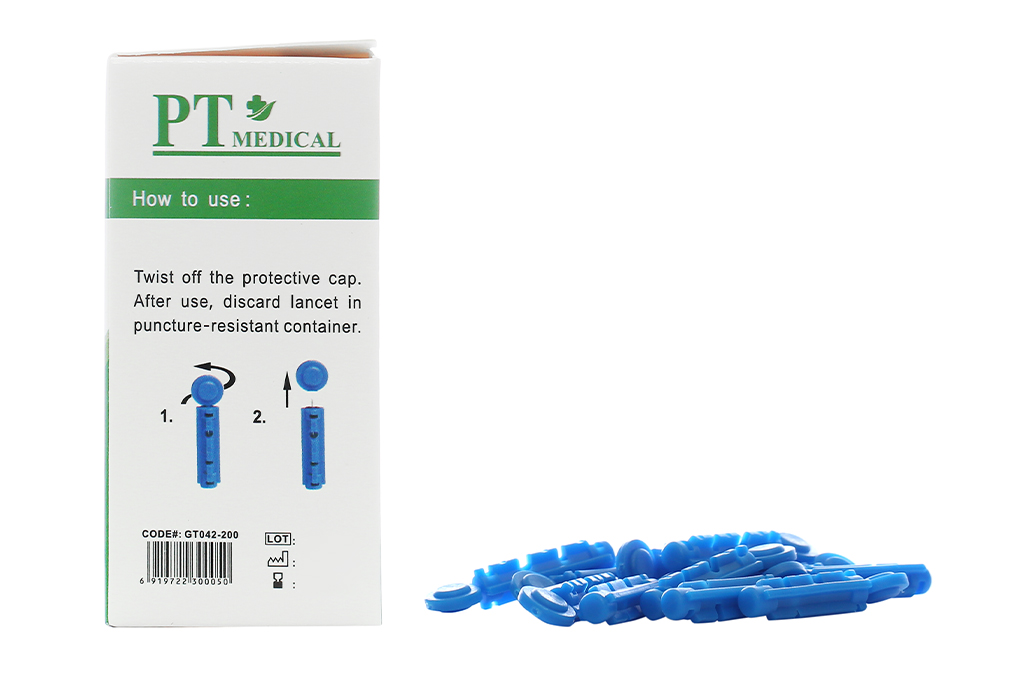 PT MEDICAL
How to use :
Twist off the protective cap.
After use, discard lancet in
puncture-resistant container.
1.
2.
CODE#: GT042-200
LOT :
:
:
6 919722 300050